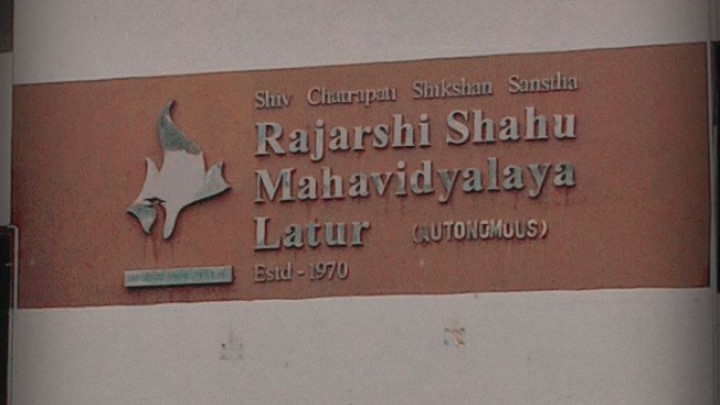 Shiv Chatrapati Shikshan Sanstha
Rajarshi Shahu
Mahavidyalaya
Latur (AUTONOMOUS)
Estd - 1970